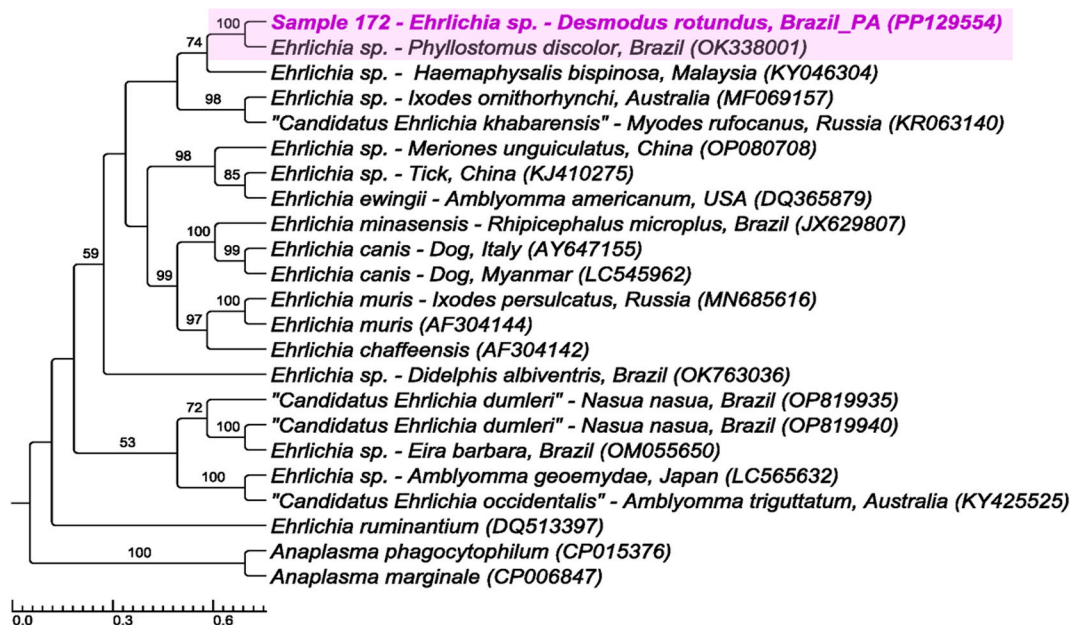 100 Sample 172 - Ehrlichia sp. - Desmodus rotundus, Brazil_PA (PP129554)
74 Ehrlichia sp. - Phyllostomus discolor, Brazil (OK338001)
Ehrlichia sp. - Haemaphysalis bispinosa, Malaysia (KY046304)
98 Ehrlichia sp. - Ixodes ornithorhynchi, Australia (MF069157)
"Candidatus Ehrlichia khabarensis" - Myodes rufocanus, Russia (KR063140)
98 Ehrlichia sp. - Meriones unguiculatus, China (OP080708)
85 Ehrlichia sp. - Tick, China (KJ410275)
Ehrlichia ewingii - Amblyomma americanum, USA (DQ365879)
100 Ehrlichia minasensis - Rhipicephalus microplus, Brazil (JX629807)
59 99 Ehrlichia canis - Dog, Italy (AY647155)
99 Ehrlichia canis - Dog, Myanmar (LC545962)
100 Ehrlichia muris - Ixodes persulcatus, Russia (MN685616)
97 Ehrlichia muris (AF304144)
Ehrlichia chaffeensis (AF304142)
Ehrlichia sp. - Didelphis albiventris, Brazil (OK763036)
72 "Candidatus Ehrlichia dumleri" - Nasua nasua, Brazil (OP819935)
100 "Candidatus Ehrlichia dumleri" - Nasua nasua, Brazil (OP819940)
53 Ehrlichia sp. - Eira barbara, Brazil (OM055650)
100 Ehrlichia sp. - Amblyomma geoemydae, Japan (LC565632)
"Candidatus Ehrlichia occidentalis" - Amblyomma triguttatum, Australia (KY425525)
Ehrlichia ruminantium (DQ513397)
100 Anaplasma phagocytophilum (CP015376)
Anaplasma marginale (CP006847)
0.0 0.3 0.6